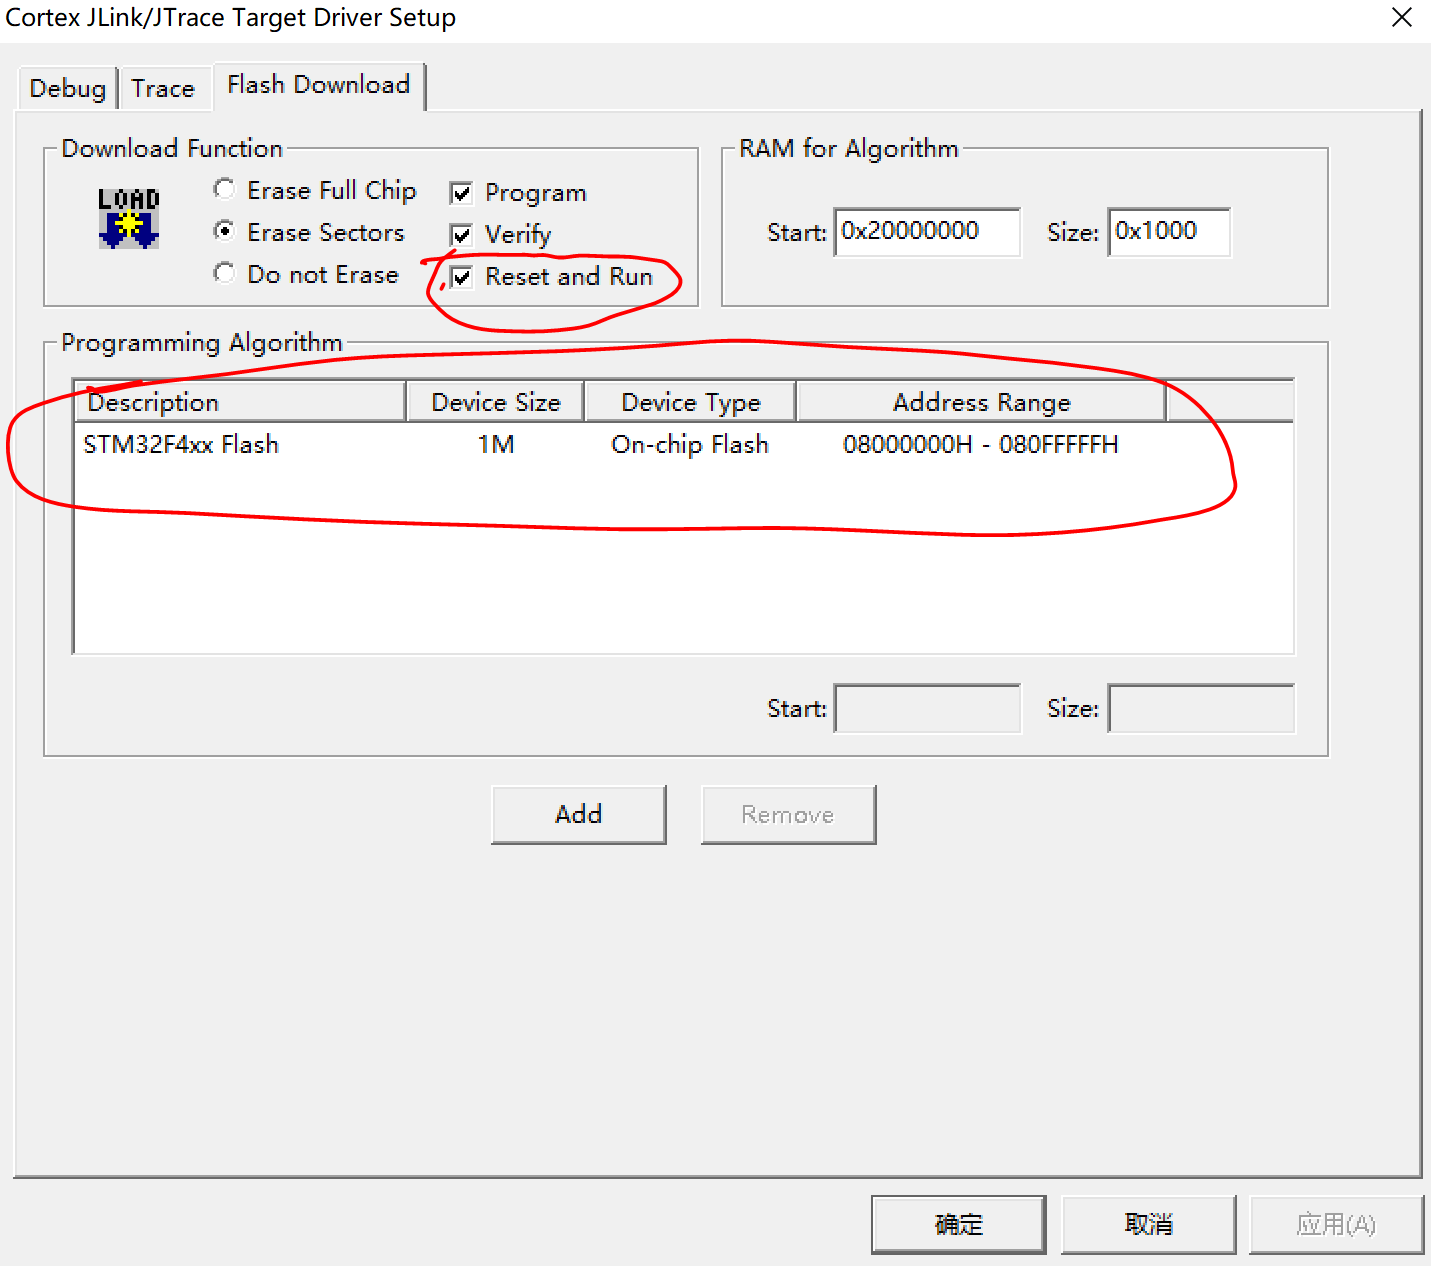 Cortex JLink/JTrace Target Driver Setup
Debug Trace Flash Download
Download Function
LOAD
Erase Full Chip
Erase Sectors
Do not Erase
Program
Verify
Reset and Run
RAM for Algorithm
Start: 0x20000000 Size: 0x1000
Programming Algorithm
Description Device Size Device Type Address Range
STM32F4xx Flash 1M On-chip Flash 08000000H - 080FFFFFH
Start: Size:
Add Remove
确定 取消 应用(A)